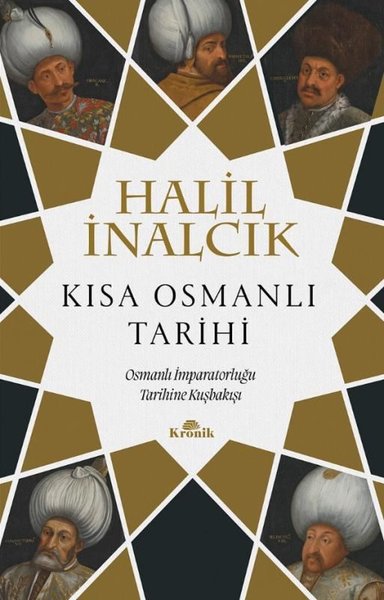 HALİL
İNALCIK
KISA OSMANLI
TARİHİ
Osmanlı İmparatorluğu
Tarihine Kuşbakışı
Kronik